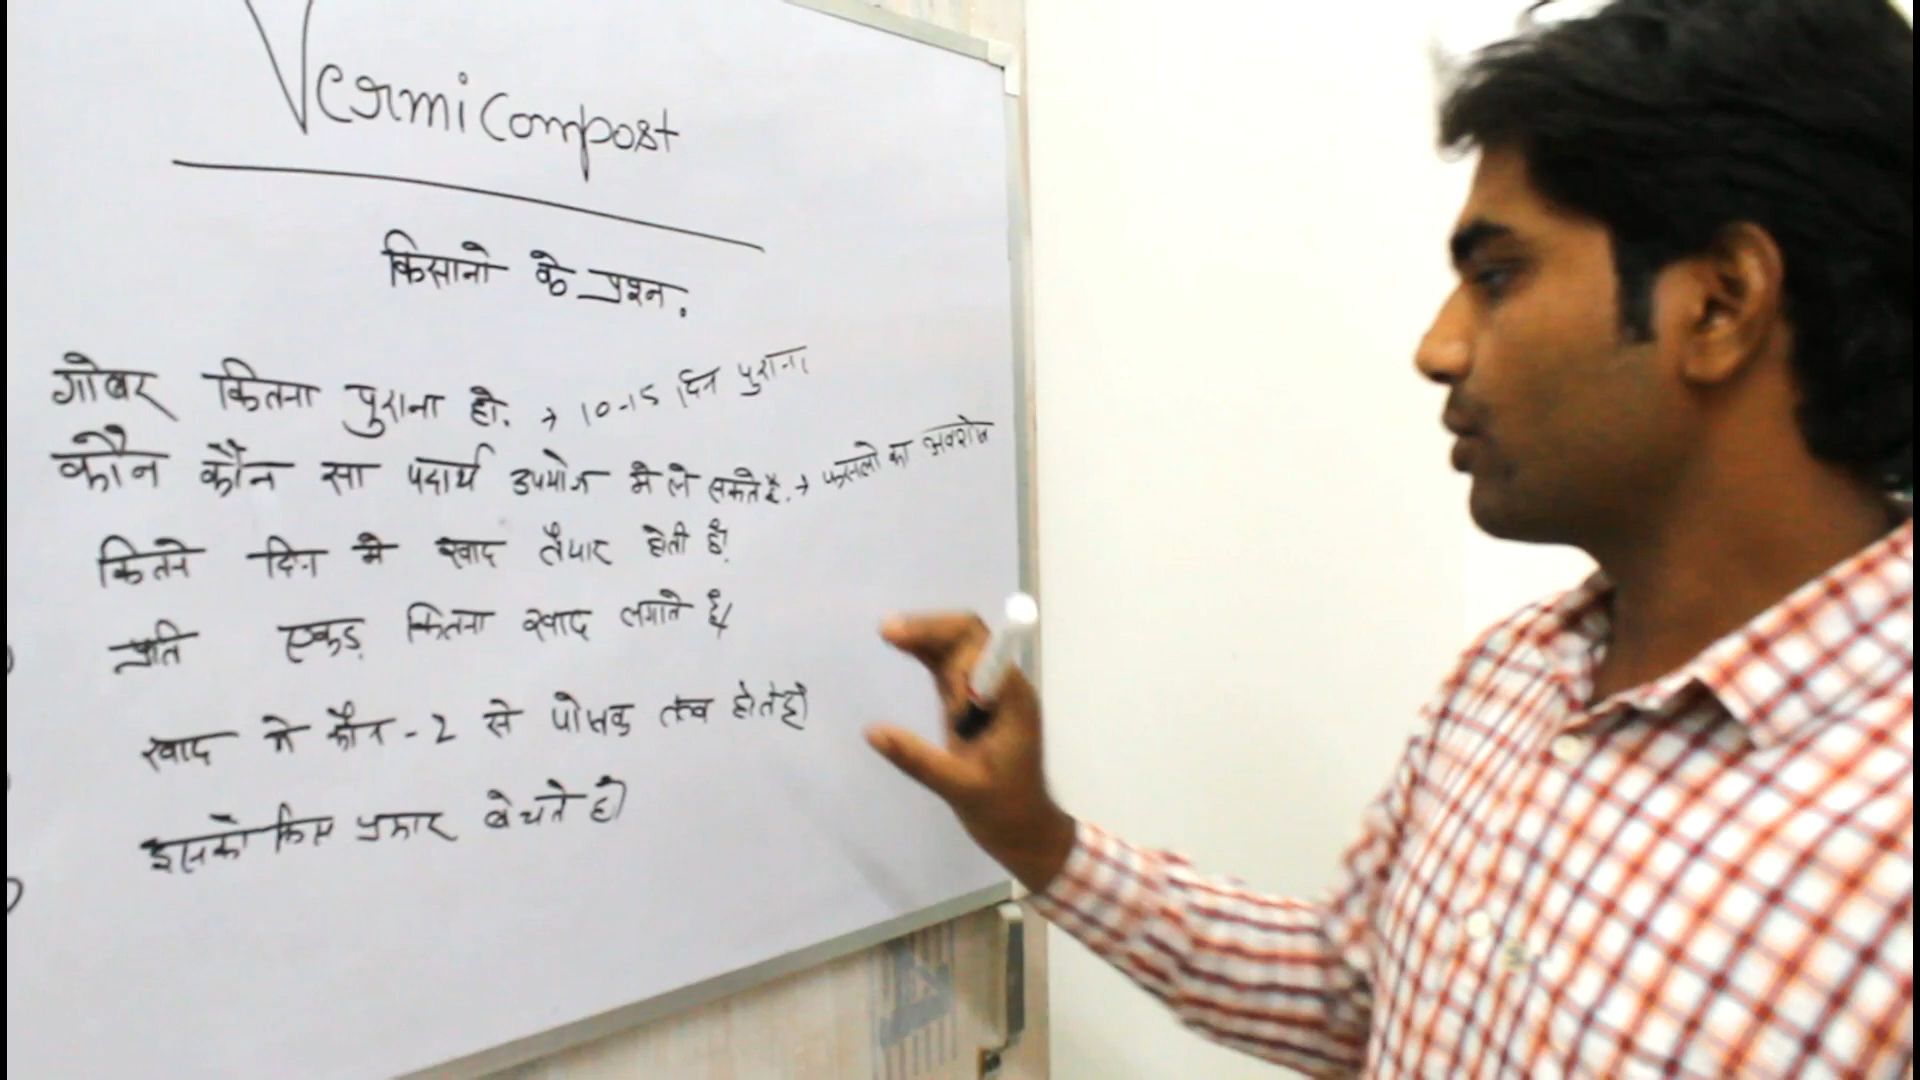 Vermicompost
किसानो के प्रश्न.
गोबर कितना पुराना हो. → 10-15 दिन पुराना
कौन कौन सा पदार्थ उपयोग मे ले सकते है. → फसलो का अवशेष
कितने दिन मे खाद तैयार होती है?
प्रति एकड़ कितना खाद लगाते है
खाद मे कौन-2 से पोषक तत्व होते है
इसको किस प्रकार बेचते है